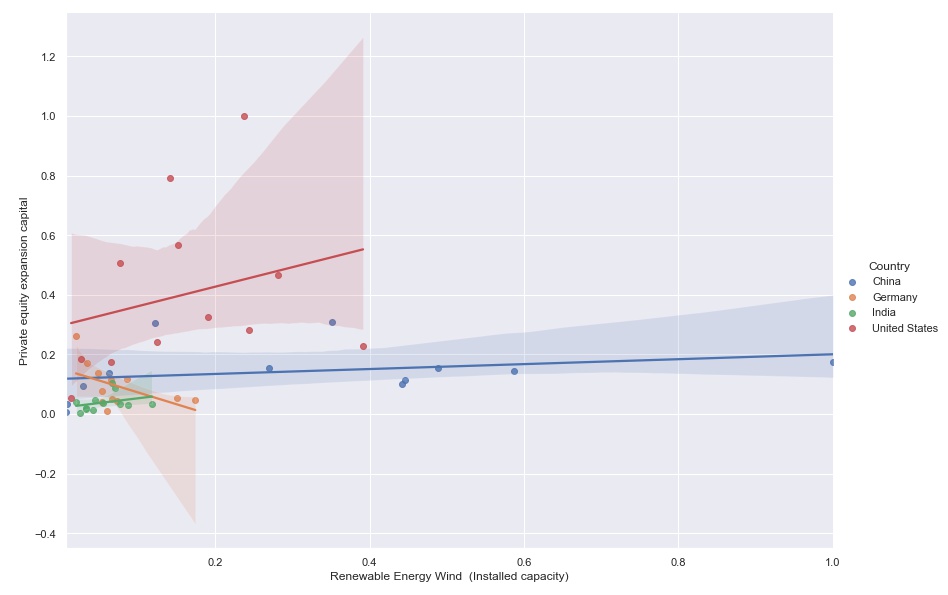 1.2
1.0
0.8
0.6
0.4
0.2
0.0
−0.2
−0.4
Private equity expansion capital
0.2
0.4
0.6
0.8
1.0
Renewable Energy Wind  (Installed capacity)
Country
China
Germany
India
United States